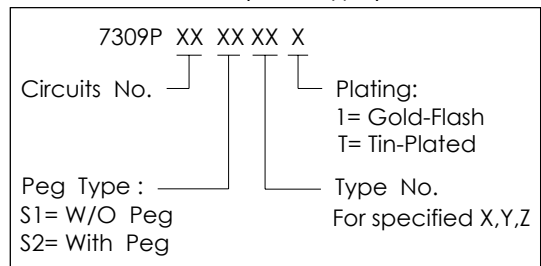 7309P XX XX XX X
Circuits No.
Plating:
1= Gold-Flash
T= Tin-Plated
Peg Type :
S1= W/O Peg
S2= With Peg
Type No.
For specified X,Y,Z